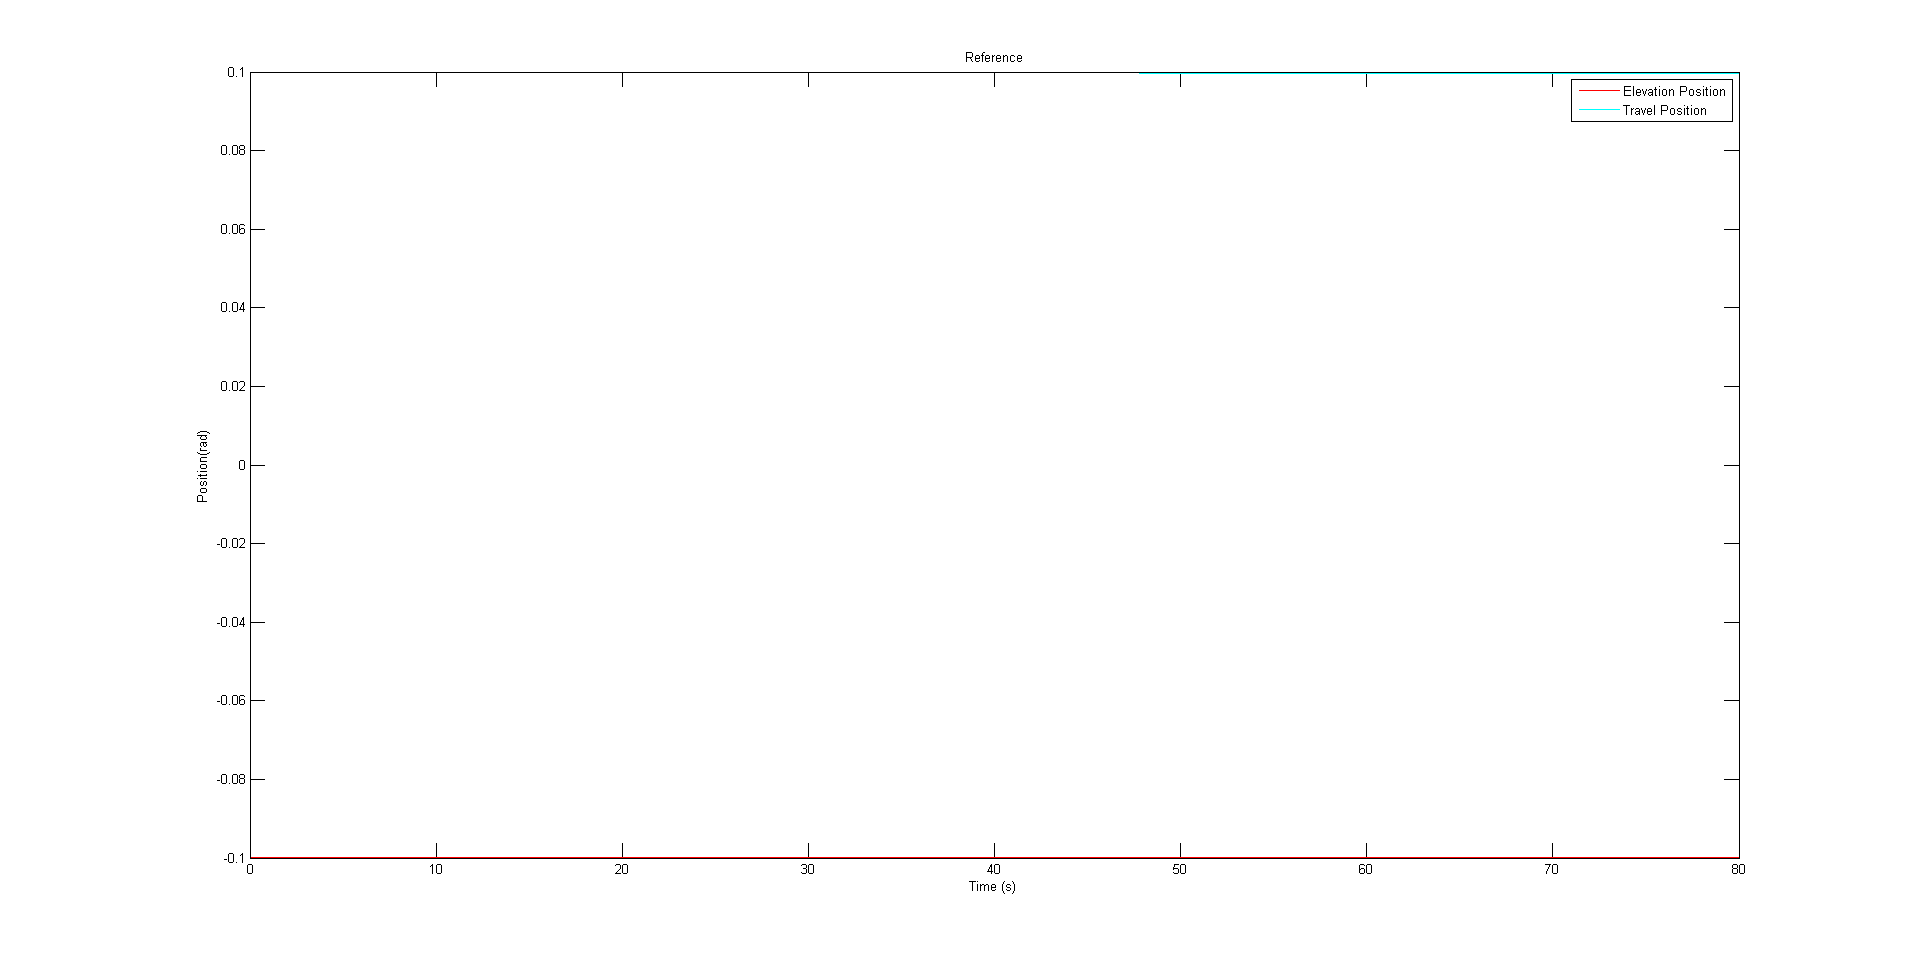 Reference
0.1
Elevation Position
Travel Position
0.08
0.06
0.04
0.02
Position(rad)
0
-0.02
-0.04
-0.06
-0.08
-0.1
0 10 20 30 40 50 60 70 80
Time (s)